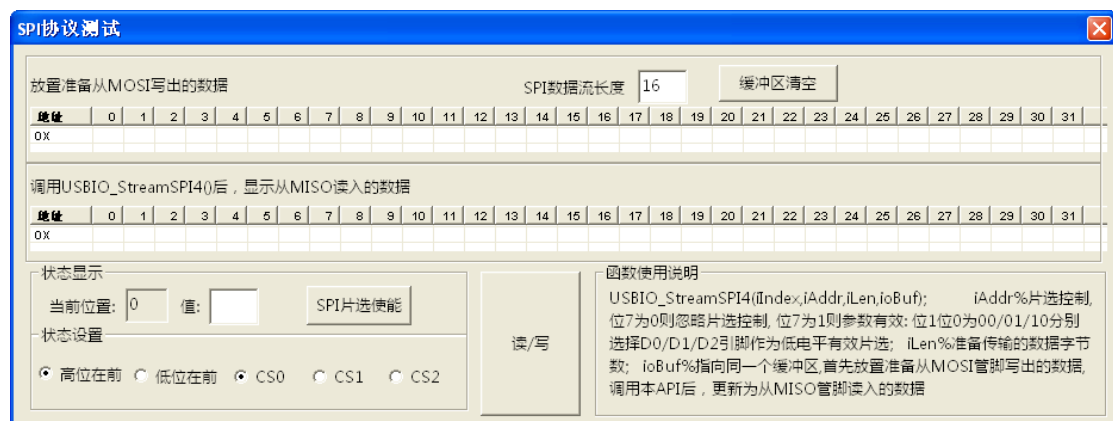 SPI协议测试
放置准备从MOSI写出的数据 SPI数据流长度 16 缓冲区清空
地址 0 1 2 3 4 5 6 7 8 9 10 11 12 13 14 15 16 17 18 19 20 21 22 23 24 25 26 27 28 29 30 31
0X
调用USBIO_StreamSPI4()后，显示从MISO读入的数据
地址 0 1 2 3 4 5 6 7 8 9 10 11 12 13 14 15 16 17 18 19 20 21 22 23 24 25 26 27 28 29 30 31
0X
状态显示
当前位置: 0 值: SPI片选使能
状态设置
高位在前 低位在前 CS0 CS1 CS2
读/写
函数使用说明
USBIO_StreamSPI4(iIndex,iAddr,iLen,ioBuf); iAddr%片选控制,
位7为0则忽略片选控制, 位7为1则参数有效: 位1位0为00/01/10分别
选择D0/D1/D2引脚作为低电平有效片选; iLen%准备传输的数据字节
数; ioBuf%指向同一个缓冲区,首先放置准备从MOSI管脚写出的数据,
调用本API后，更新为从MISO管脚读入的数据